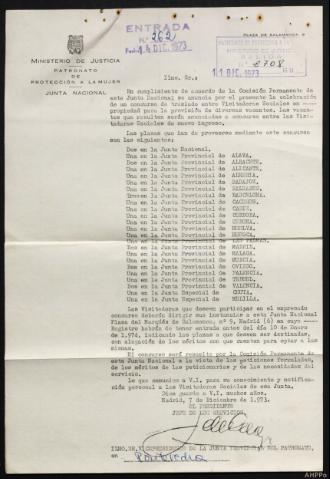 PLAZA DE SALAMANCA, 9
ENTRADA
N.º 262
Fecha 14 DIC. 1973
Nº 2708
11 DIC. 1973
MINISTERIO DE JUSTICIA
PATRONATO
DE
PROTECCIÓN A LA MUJER
JUNTA NACIONAL
Ilmo. Sr.:
En cumplimiento de acuerdo de la Comisión Permanente de
esta Junta Nacional se anuncia por el presente la celebración
de un concurso de traslado entre Visitadoras Sociales en
propiedad para la provisión de diversas vacantes. Las vacan-
tes que resulten serán anunciadas a concurso entre las Visi-
tadoras Sociales de nuevo ingreso.
Las plazas que han de proveerse mediante este concurso
son las siguientes:
Dos en la Junta Nacional.
Una en la Junta Provincial de ALAVA.
Dos en la Junta Provincial de ALBACETE
Una en la Junta Provincial de ALICANTE
Una en la Junta Provincial de ALMERIA
Una en la Junta Provincial de BADAJOZ
Una en la Junta Provincial de BALEARES
Tres en la Junta Provincial de BARCELONA
Una en la Junta Provincial de CACERES
Una en la Junta Provincial de CADIZ
Una en la Junta Provincial de CORDOBA
Una en la Junta Provincial de GERONA
Una en la Junta Provincial de HUELVA
Una en la Junta Provincial de HUESCA
Una en la Junta Provincial de LAS PALMAS
Dos en la Junta Provincial de MADRID
Una en la Junta Provincial de MALAGA
Una en la Junta Provincial de MURCIA
Dos en la Junta Provincial de OVIEDO
Una en la Junta Provincial de PALENCIA
Una en la Junta Provincial de TERUEL
Dos en la Junta Provincial de VALENCIA
Una en la Junta Especial de CEUTA
Una en la Junta Especial de MELILLA
Las Visitadoras que deseen participar en el expresado
concurso deberán dirigir sus instancias a esta Junta Nacional
Plaza del Marqués de Salamanca nº 9, Madrid (6) en cuyo
Registro habrán de tener entrada antes del día 10 de Enero
de 1.974, indicando las plazas a que deseen ser destinadas,
con alegación de los méritos que cuentan para optar a las
mismas.
El concurso será resuelto por la Comisión Permanente de
esta Junta Nacional a la vista de las peticiones formuladas,
de los méritos de las peticionarias y de las necesidades del
servicio.
Lo que comunico a V.I. para su conocimiento y notifica-
ción personal a las Visitadoras Sociales de esa Junta.
Dios guarde a V.I. muchos años.
Madrid, 7 de Diciembre de 1.973.
EL PRESIDENTE
JEFE DE LOS SERVICIOS,
ILMO. SR. VICEPRESIDENTE DE LA JUNTA PROVINCIAL DEL PATRONATO.
en Pontevedra
AHPPo